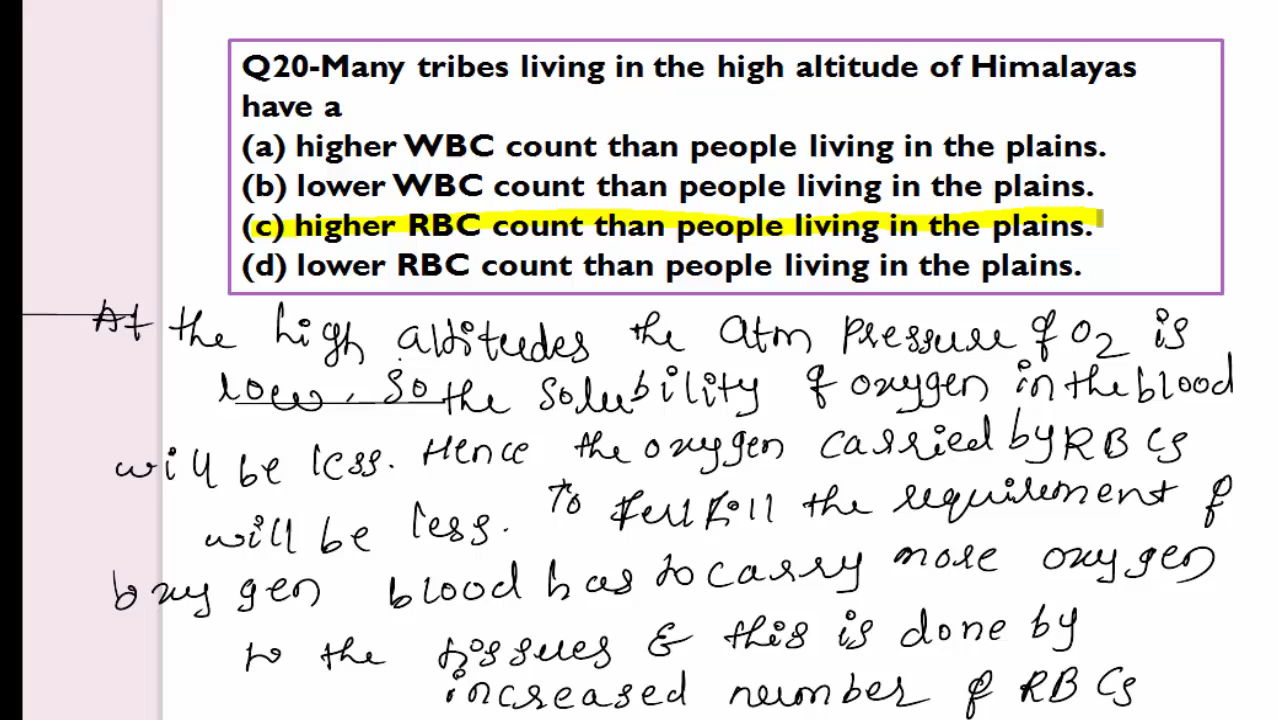 Q20-Many tribes living in the high altitude of Himalayas
have a
(a) higher WBC count than people living in the plains.
(b) lower WBC count than people living in the plains.
(c) higher RBC count than people living in the plains.
(d) lower RBC count than people living in the plains.
At the high altitudes the atm pressure of O2 is
low, so the solubility of oxygen in the blood
will be less. Hence the oxygen carried by RBCs
will be less. To fulfill the requirement of
oxygen blood has to carry more oxygen
to the tissues & this is done by
increased number of RBCs